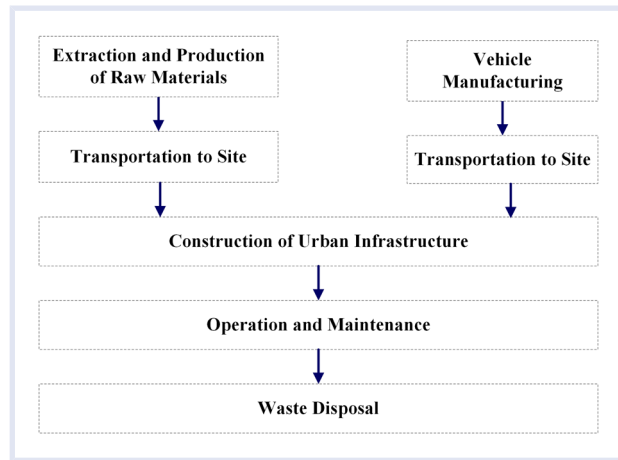 Extraction and Production
of Raw Materials
Vehicle
Manufacturing
Transportation to Site
Transportation to Site
Construction of Urban Infrastructure
Operation and Maintenance
Waste Disposal